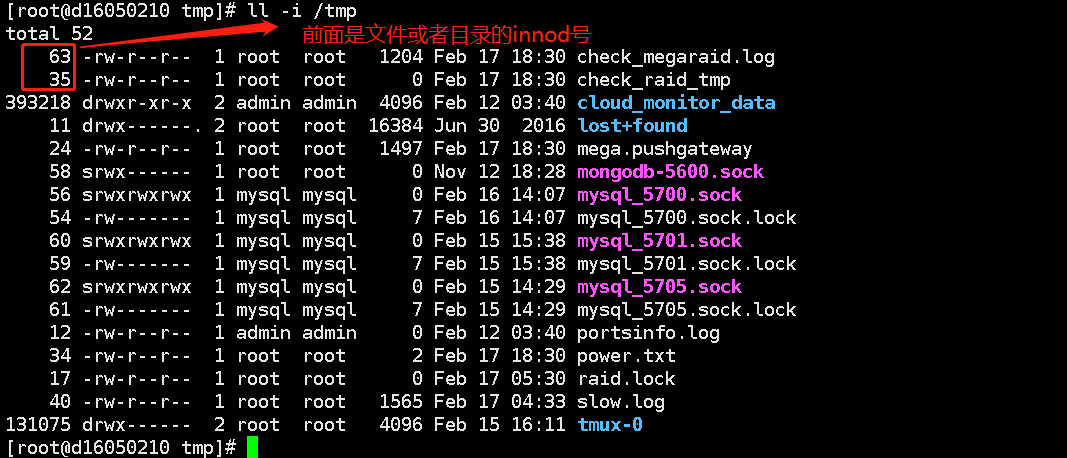 [root@d16050210 tmp]# ll -i /tmp
total 52
前面是文件或者目录的innod号
63 -rw-r--r-- 1 root root 1204 Feb 17 18:30 check_megaraid.log
35 -rw-r--r-- 1 root root 0 Feb 17 18:30 check_raid_tmp
393218 drwxr-xr-x 2 admin admin 4096 Feb 12 03:40 cloud_monitor_data
11 drwx------. 2 root root 16384 Jun 30 2016 lost+found
24 -rw-r--r-- 1 root root 1497 Feb 17 18:30 mega.pushgateway
58 srwx------ 1 root root 0 Nov 12 18:28 mongodb-5600.sock
56 srwxrwxrwx 1 mysql mysql 0 Feb 16 14:07 mysql_5700.sock
54 -rw------- 1 mysql mysql 7 Feb 16 14:07 mysql_5700.sock.lock
60 srwxrwxrwx 1 mysql mysql 0 Feb 15 15:38 mysql_5701.sock
59 -rw------- 1 mysql mysql 7 Feb 15 15:38 mysql_5701.sock.lock
62 srwxrwxrwx 1 mysql mysql 0 Feb 15 14:29 mysql_5705.sock
61 -rw------- 1 mysql mysql 7 Feb 15 14:29 mysql_5705.sock.lock
12 -rw-r--r-- 1 admin admin 0 Feb 12 03:40 portsinfo.log
34 -rw-r--r-- 1 root root 2 Feb 17 18:30 power.txt
17 -rw-r--r-- 1 root root 0 Feb 17 05:30 raid.lock
40 -rw-r--r-- 1 root root 1565 Feb 17 04:33 slow.log
131075 drwx------ 2 root root 4096 Feb 15 16:11 tmux-0
[root@d16050210 tmp]#